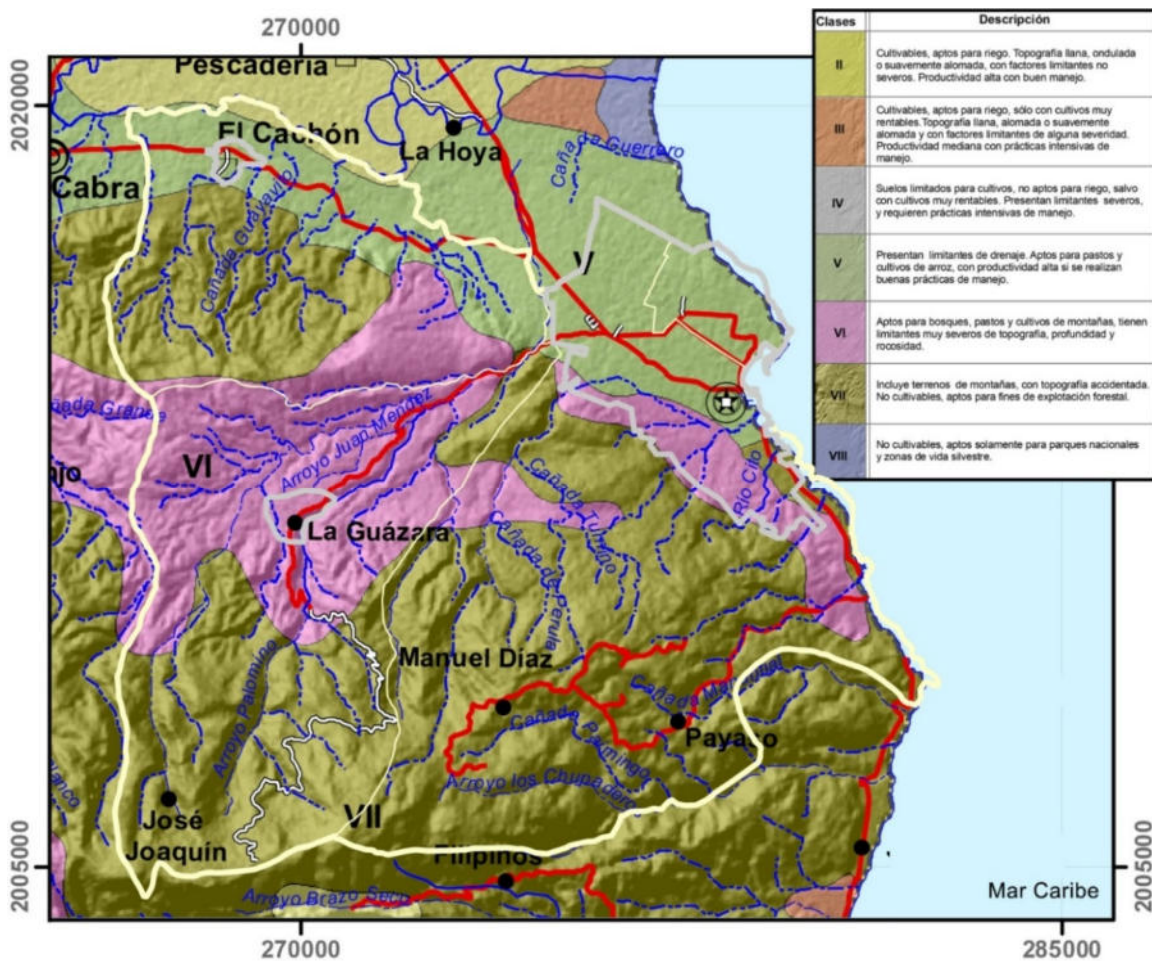 270000
2020000
Pescadería
El Cachón
La Hoya
Cañada Guerrero
Cabra
Cañada Guayavito
V
Arroyo Juan Mendez
VI
Río Cito
La Guázara
Cañada Tubino
Cañada de Perula
Manuel Díaz
Arroyo Palomino
Payaso
Arroyo los Chupadero
VII
José
Joaquín
Filipinos
Arroyo Brazo Seco
Mar Caribe
2005000
2005000
270000
285000
Clases
Descripción
II
Cultivables, aptos para riego. Topografía llana, ondulada
o suavemente alomada, con factores limitantes no
severos. Productividad alta con buen manejo.
III
Cultivables, aptos para riego, sólo con cultivos muy
rentables.Topografía llana, alomada o suavemente
alomada y con factores limitantes de alguna severidad.
Productividad mediana con prácticas intensivas de
manejo.
IV
Suelos limitados para cultivos, no aptos para riego, salvo
con cultivos muy rentables. Presentan limitantes severos,
y requieren prácticas intensivas de manejo.
V
Presentan limitantes de drenaje. Aptos para pastos y
cultivos de arroz, con productividad alta si se realizan
buenas prácticas de manejo.
VI
Aptos para bosques, pastos y cultivos de montañas, tienen
limitantes muy severos de topografía, profundidad y
rocosidad.
VII
Incluye terrenos de montañas, con topografía accidentada.
No cultivables, aptos para fines de explotación forestal.
VIII
No cultivables, aptos solamente para parques nacionales
y zonas de vida silvestre.